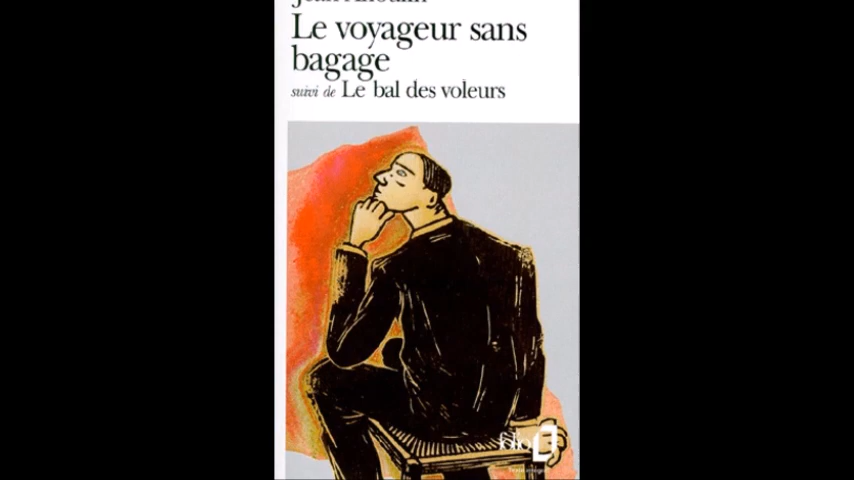 Le voyageur sans
bagage
suivi de Le bal des voleurs
folio